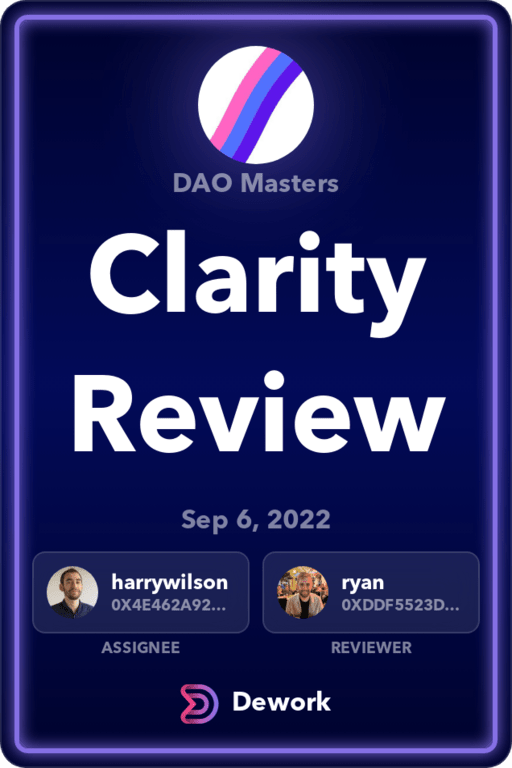 DAO Masters
Clarity
Review
Sep 6, 2022
harrywilson
0X4E462A92...
ryan
0XDDF5523D...
ASSIGNEE
REVIEWER
Dework